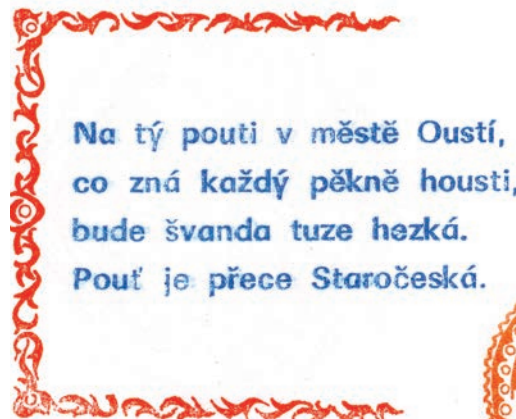 Na tý pouti v městě Oustí,
co zná každý pěkně housti,
bude švanda tuze hezká.
Pouť je přece Staročeská.